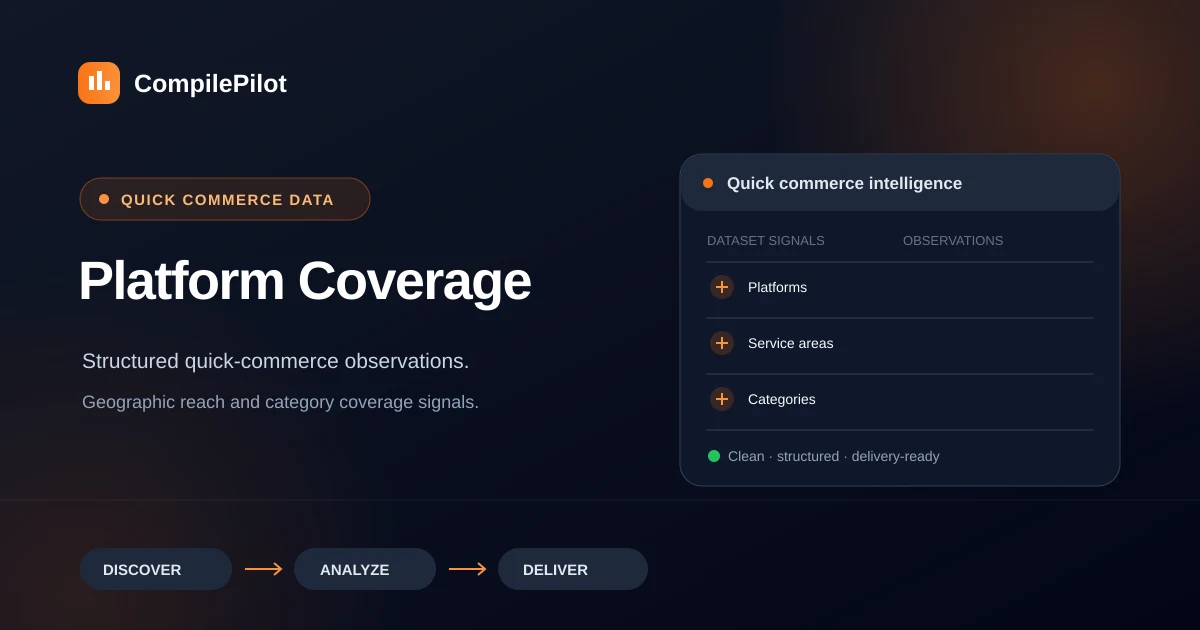 CompilePilot
QUICK COMMERCE DATA
Platform Coverage
Structured quick-commerce observations.
Geographic reach and category coverage signals.
Quick commerce intelligence
DATASET SIGNALS OBSERVATIONS
Platforms
Service areas
Categories
Clean · structured · delivery-ready
DISCOVER ANALYZE DELIVER